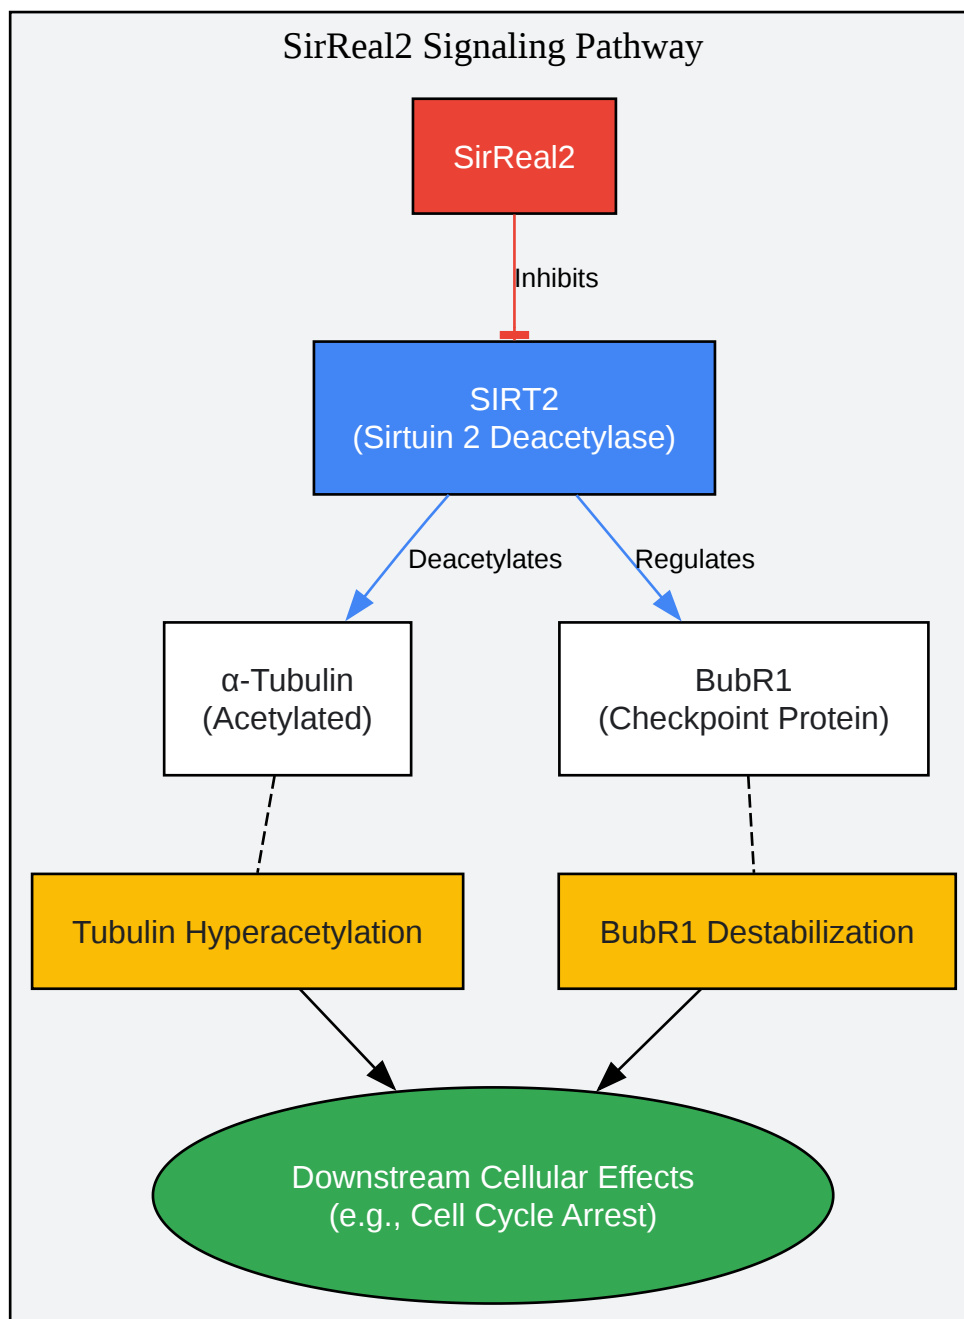 SirReal2 Signaling Pathway
SirReal2
Inhibits
SIRT2
(Sirtuin 2 Deacetylase)
Deacetylates
Regulates
α-Tubulin
(Acetylated)
BubR1
(Checkpoint Protein)
Tubulin Hyperacetylation
BubR1 Destabilization
Downstream Cellular Effects
(e.g., Cell Cycle Arrest)